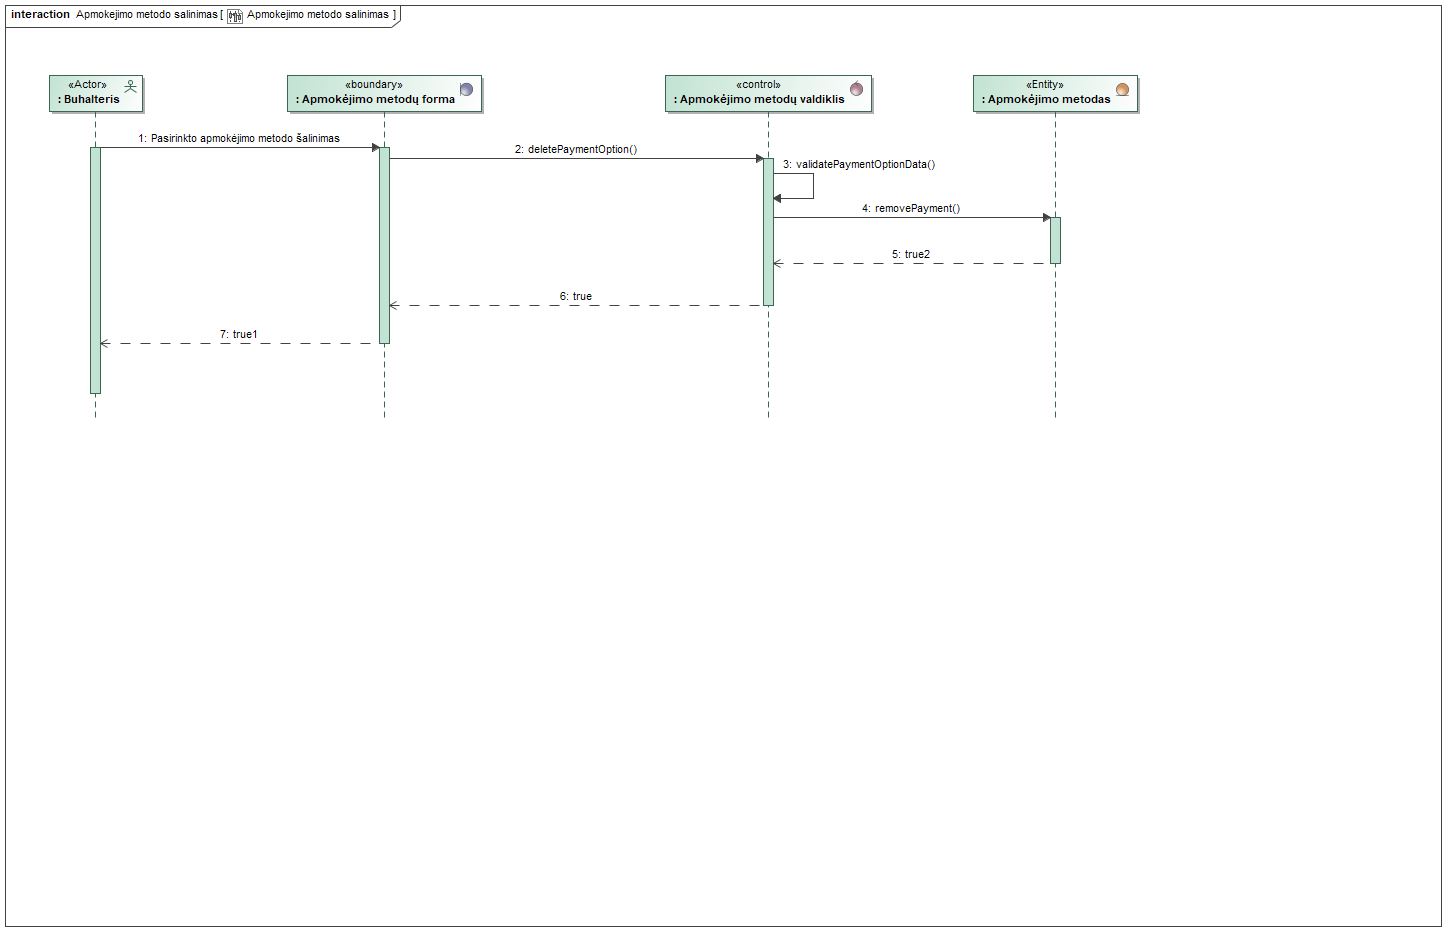 interaction Apmokejimo metodo salinimas [ Apmokejimo metodo salinimas ]
«Actor»
: Buhalteris
«boundary»
: Apmokėjimo metodų forma
«control»
: Apmokėjimo metodų valdiklis
«Entity»
: Apmokėjimo metodas
1: Pasirinkto apmokėjimo metodo šalinimas
2: deletePaymentOption()
3: validatePaymentOptionData()
4: removePayment()
5: true2
6: true
7: true1